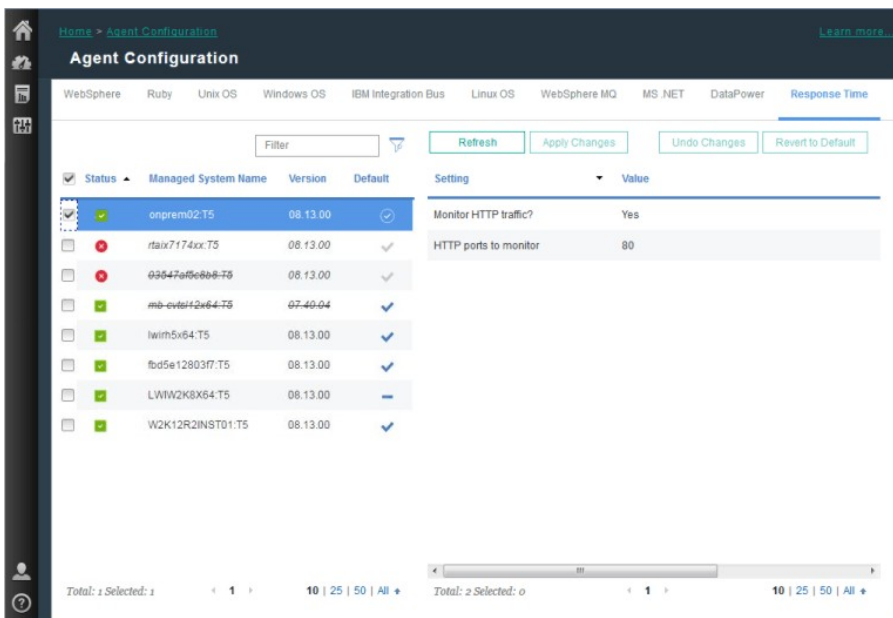 Home > Agent Configuration
Learn more...
Agent Configuration
WebSphere Ruby Unix OS Windows OS IBM Integration Bus Linux OS WebSphere MQ MS .NET DataPower Response Time
Filter Refresh Apply Changes Undo Changes Revert to Default
Status Managed System Name Version Default Setting Value
onprem02:T5 08.13.00 Monitor HTTP traffic? Yes
rtaix7174xx:T5 08.13.00 HTTP ports to monitor 80
03547af5c6b8:T5 08.13.00
mb-cvtsl12x64:T5 07.40.04
lwirh5x64:T5 08.13.00
fbd5e12803f7:T5 08.13.00
LWIW2K8X64:T5 08.13.00
W2K12R2INST01:T5 08.13.00
Total: 1 Selected: 1 1 10 | 25 | 50 | All Total: 2 Selected: 0 1 10 | 25 | 50 | All